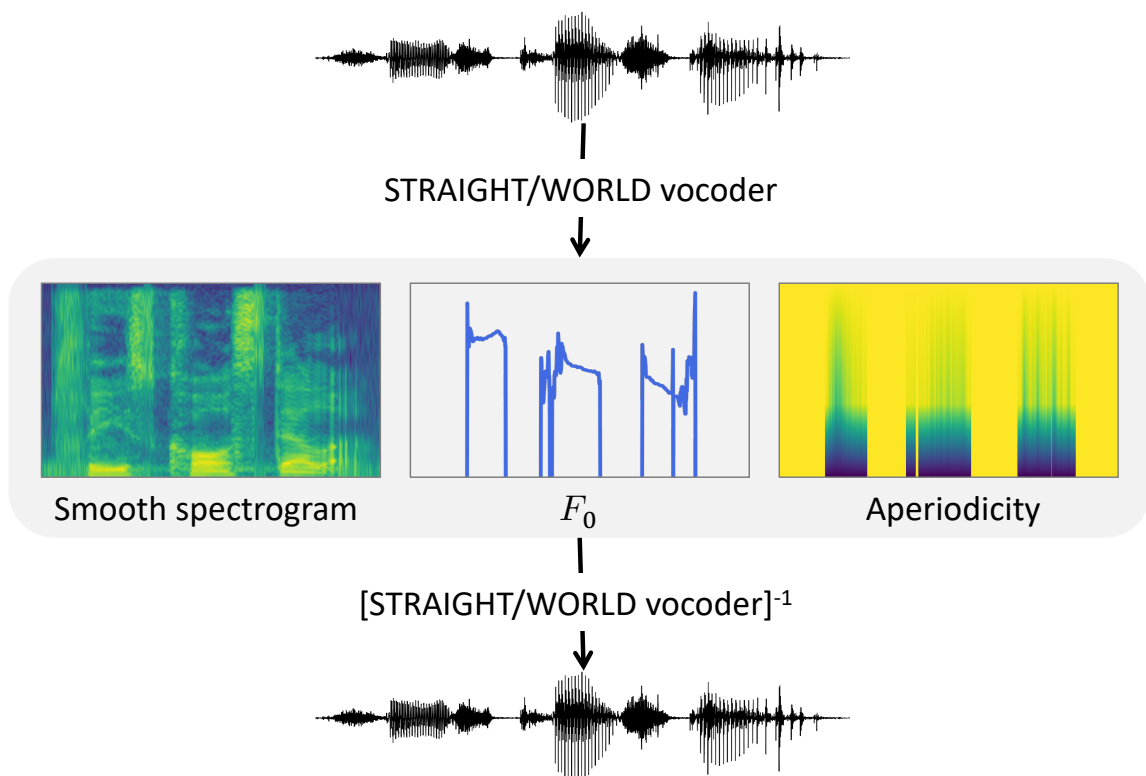 STRAIGHT/WORLD vocoder
Smooth spectrogram
F₀
Aperiodicity
[STRAIGHT/WORLD vocoder]⁻¹